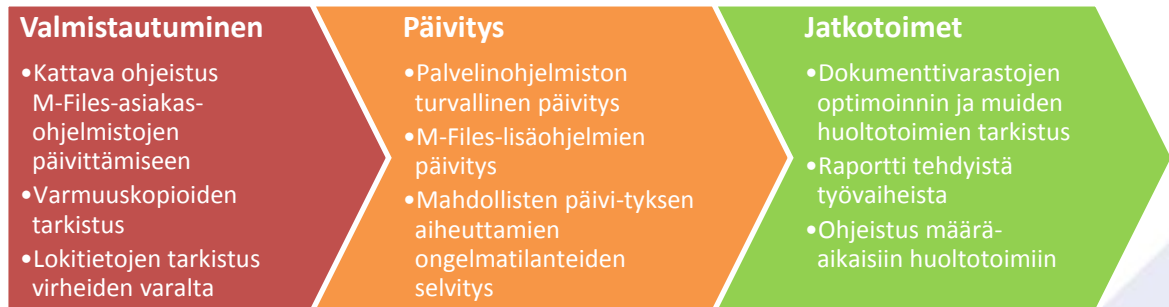 Valmistautuminen
•Kattava ohjeistus
M-Files-asiakas-
ohjelmistojen
päivittämiseen
•Varmuuskopioiden
tarkistus
•Lokitietojen tarkistus
virheiden varalta
Päivitys
•Palvelinohjelmiston
turvallinen päivitys
•M-Files-lisäohjelmien
päivitys
•Mahdollisten päivi-tyksen
aiheuttamien
ongelmatilanteiden
selvitys
Jatkotoimet
•Dokumenttivarastojen
optimoinnin ja muiden
huoltotoimien tarkistus
•Raportti tehdyistä
työvaiheista
•Ohjeistus määrä-
aikaisiin huoltotoimiin